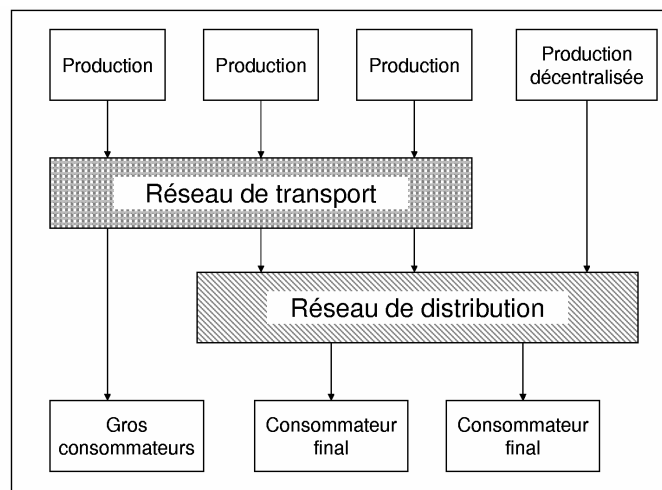 Production
Production
Production
Production
décentralisée
Réseau de transport
Réseau de distribution
Gros
consommateurs
Consommateur
final
Consommateur
final